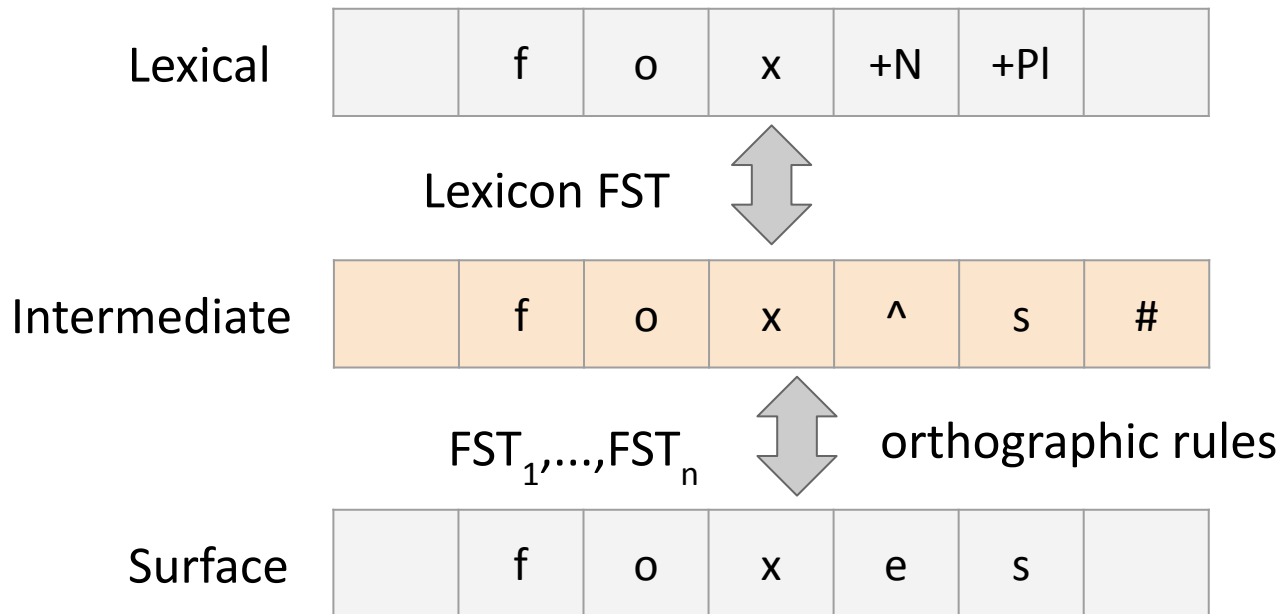 Lexical f o x +N +Pl
Lexicon FST
Intermediate f o x ^ s #
FST1,...,FSTn orthographic rules
Surface f o x e s